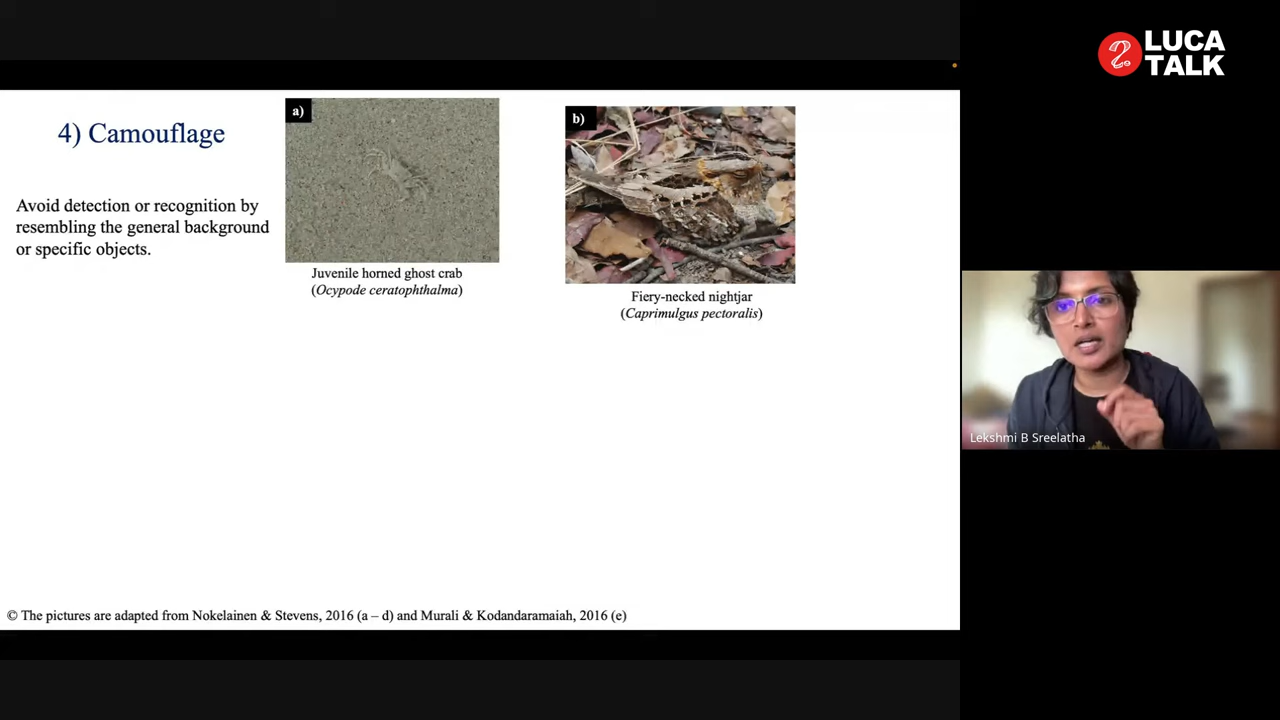 LUCA
TALK
4) Camouflage
Avoid detection or recognition by
resembling the general background
or specific objects.
a)
Juvenile horned ghost crab
(Ocypode ceratophthalma)
b)
Fiery-necked nightjar
(Caprimulgus pectoralis)
Lekshmi B Sreelatha
© The pictures are adapted from Nokelainen & Stevens, 2016 (a – d) and Murali & Kodandaramaiah, 2016 (e)